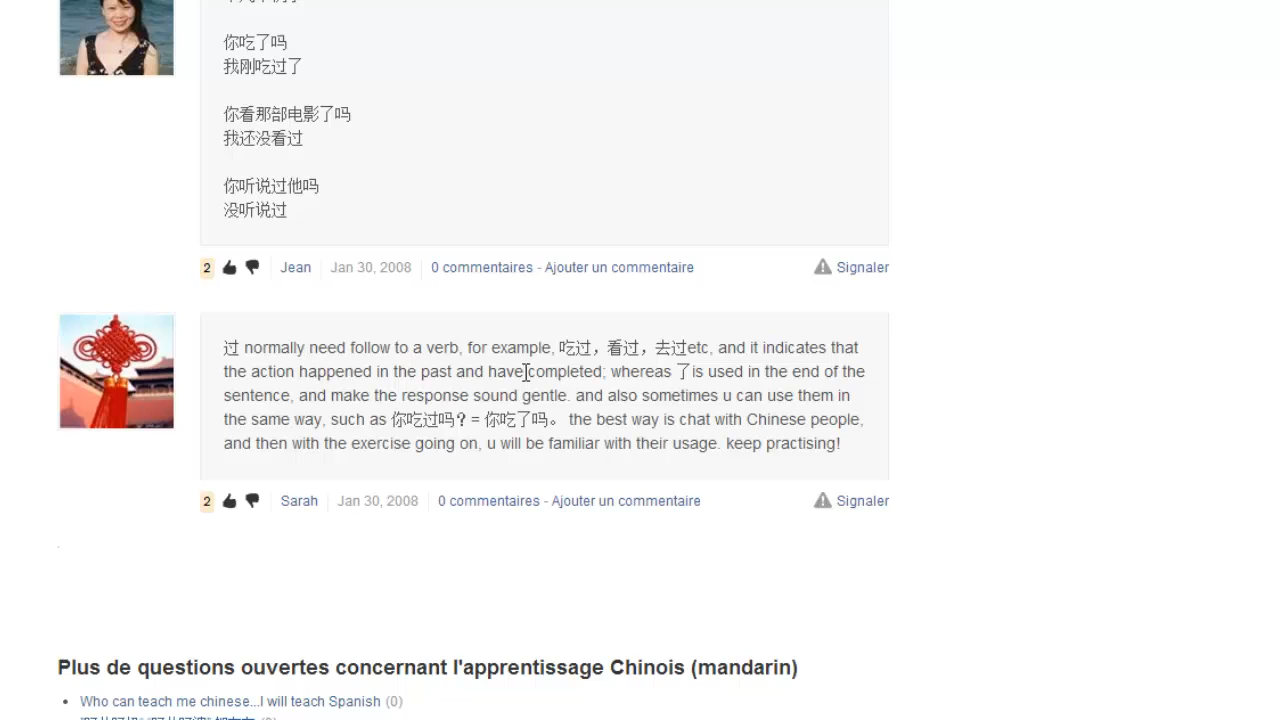 你吃了吗
我刚吃过了
你看那部电影了吗
我还没看过
你听说过他吗
没听说过
2 Jean Jan 30, 2008 0 commentaires - Ajouter un commentaire Signaler
过 normally need follow to a verb, for example, 吃过，看过，去过etc, and it indicates that
the action happened in the past and have completed; whereas 了is used in the end of the
sentence, and make the response sound gentle. and also sometimes u can use them in
the same way, such as 你吃过吗？= 你吃了吗。 the best way is chat with Chinese people,
and then with the exercise going on, u will be familiar with their usage. keep practising!
2 Sarah Jan 30, 2008 0 commentaires - Ajouter un commentaire Signaler
Plus de questions ouvertes concernant l'apprentissage Chinois (mandarin)
Who can teach me chinese...I will teach Spanish (0)